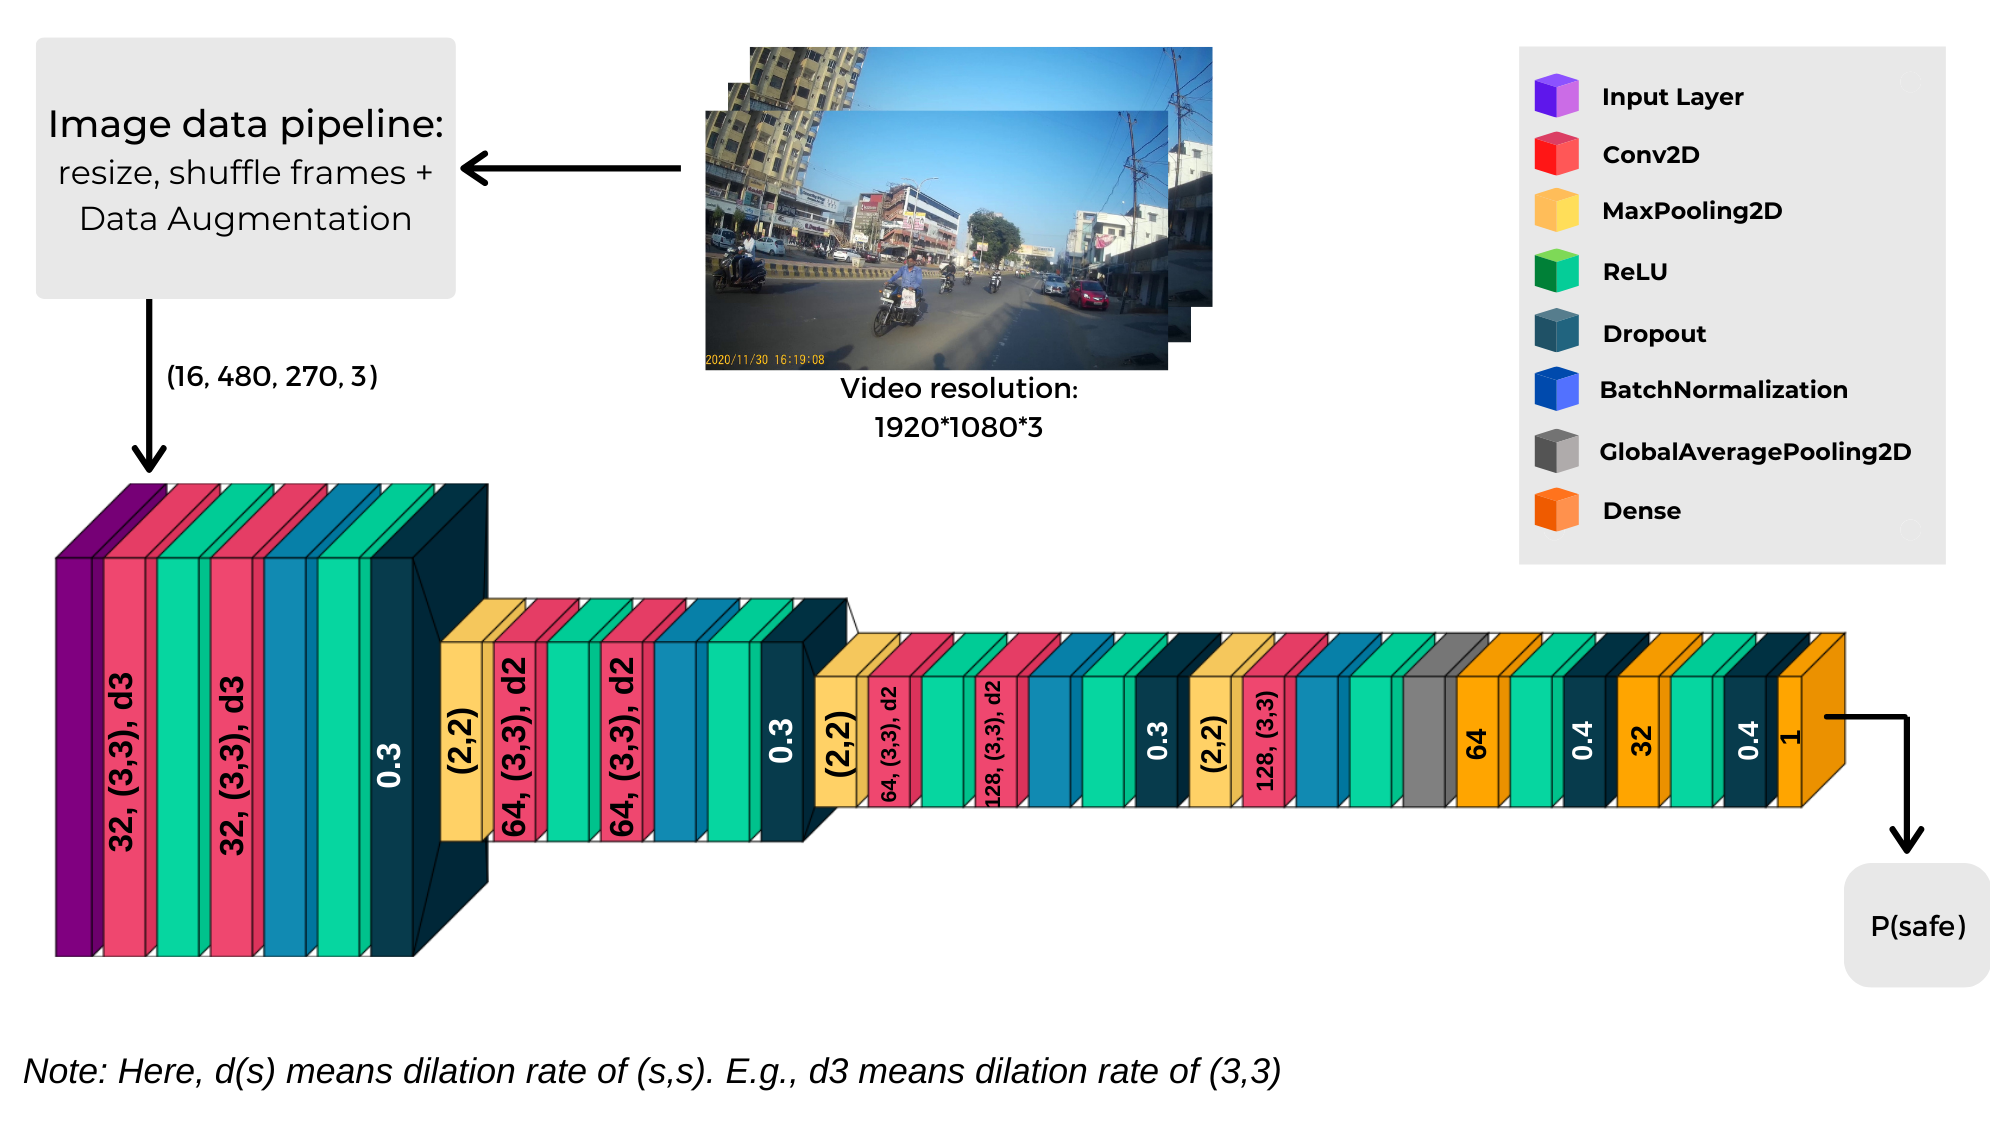 Image data pipeline:
resize, shuffle frames +
Data Augmentation
2020/11/30 16:19:08
Video resolution:
1920*1080*3
Input Layer
Conv2D
MaxPooling2D
ReLU
Dropout
BatchNormalization
GlobalAveragePooling2D
Dense
(16, 480, 270, 3)
32, (3,3), d3
32, (3,3), d3
0.3
(2,2)
64, (3,3), d2
64, (3,3), d2
0.3
(2,2)
64, (3,3), d2
128, (3,3), d2
0.3
(2,2)
128, (3,3)
64
0.4
32
0.4
1
P(safe)
Note: Here, d(s) means dilation rate of (s,s). E.g., d3 means dilation rate of (3,3)